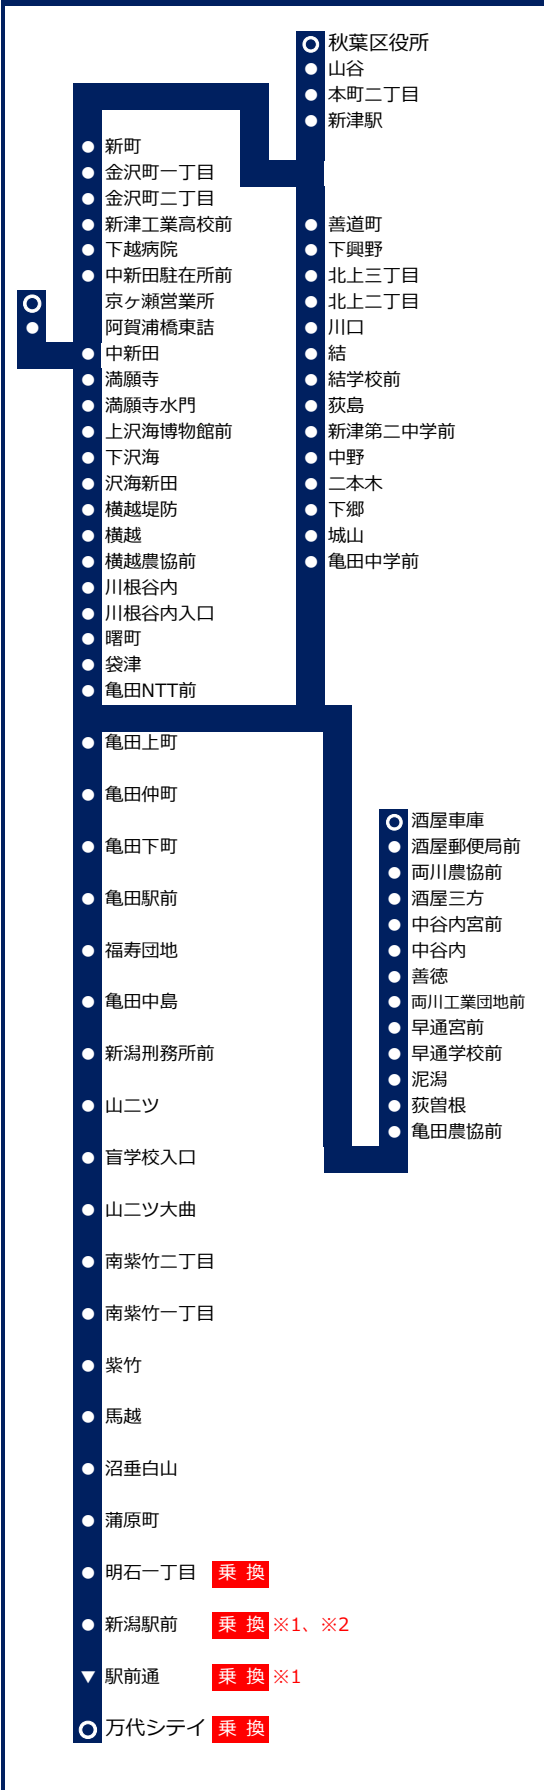 秋葉区役所
山谷
本町二丁目
新津駅
新町
金沢町一丁目
金沢町二丁目
新津工業高校前
下越病院
中新田駐在所前
京ヶ瀬営業所
阿賀浦橋東詰
中新田
満願寺
満願寺水門
上沢海博物館前
下沢海
沢海新田
横越堤防
横越
横越農協前
川根谷内
川根谷内入口
曙町
袋津
亀田NTT前
善道町
下興野
北上三丁目
北上二丁目
川口
結
結学校前
荻島
新津第二中学前
中野
二本木
下郷
城山
亀田中学前
亀田上町
亀田仲町
亀田下町
亀田駅前
福寿団地
亀田中島
新潟刑務所前
山二ツ
盲学校入口
山二ツ大曲
南紫竹二丁目
南紫竹一丁目
紫竹
馬越
沼垂白山
蒲原町
明石一丁目 乗換
新潟駅前 乗換 ※1、※2
駅前通 乗換 ※1
万代シテイ 乗換
酒屋車庫
酒屋郵便局前
両川農協前
酒屋三方
中谷内宮前
中谷内
善徳
両川工業団地前
早通宮前
早通学校前
泥潟
荻曽根
亀田農協前